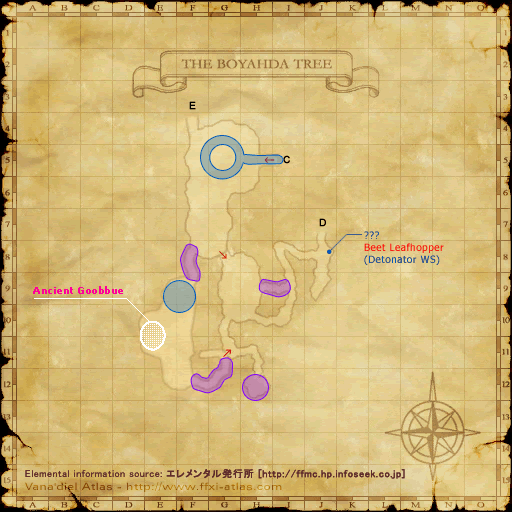 A B C D E F G H I J K L M N O
THE BOYAHDA TREE
E
C
D
???
Beet Leafhopper
(Detonator WS)
Ancient Goobbue
1
2
3
4
5
6
7
8
9
10
11
12
13
14
15
Elemental information source: エレメンタル発行所 [http://ffmc.hp.infoseek.co.jp]
Vana'diel Atlas - http://www.ffxi-atlas.com
A B C D E F G H I J K L M N O